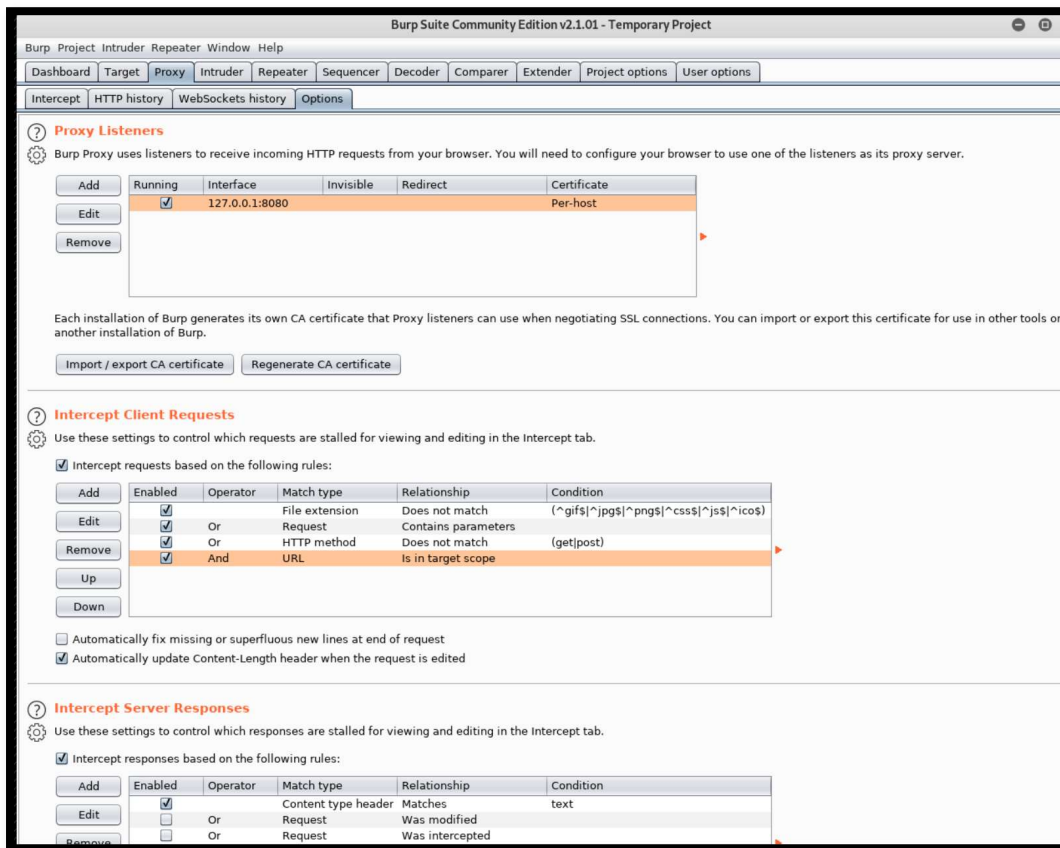 Burp Suite Community Edition v2.1.01 - Temporary Project
Burp Project Intruder Repeater Window Help
Dashboard Target Proxy Intruder Repeater Sequencer Decoder Comparer Extender Project options User options
Intercept HTTP history WebSockets history Options
? Proxy Listeners
Burp Proxy uses listeners to receive incoming HTTP requests from your browser. You will need to configure your browser to use one of the listeners as its proxy server.
Add Running Interface Invisible Redirect Certificate
127.0.0.1:8080 Per-host
Edit
Remove
Each installation of Burp generates its own CA certificate that Proxy listeners can use when negotiating SSL connections. You can import or export this certificate for use in other tools or
another installation of Burp.
Import / export CA certificate Regenerate CA certificate
? Intercept Client Requests
Use these settings to control which requests are stalled for viewing and editing in the Intercept tab.
Intercept requests based on the following rules:
Add Enabled Operator Match type Relationship Condition
File extension Does not match (^gif$|^jpg$|^png$|^css$|^js$|^ico$)
Edit Or Request Contains parameters
Or HTTP method Does not match (get|post)
Remove And URL Is in target scope
Up
Down
Automatically fix missing or superfluous new lines at end of request
Automatically update Content-Length header when the request is edited
? Intercept Server Responses
Use these settings to control which responses are stalled for viewing and editing in the Intercept tab.
Intercept responses based on the following rules:
Add Enabled Operator Match type Relationship Condition
Content type header Matches text
Edit Or Request Was modified
Remove Or Request Was intercepted